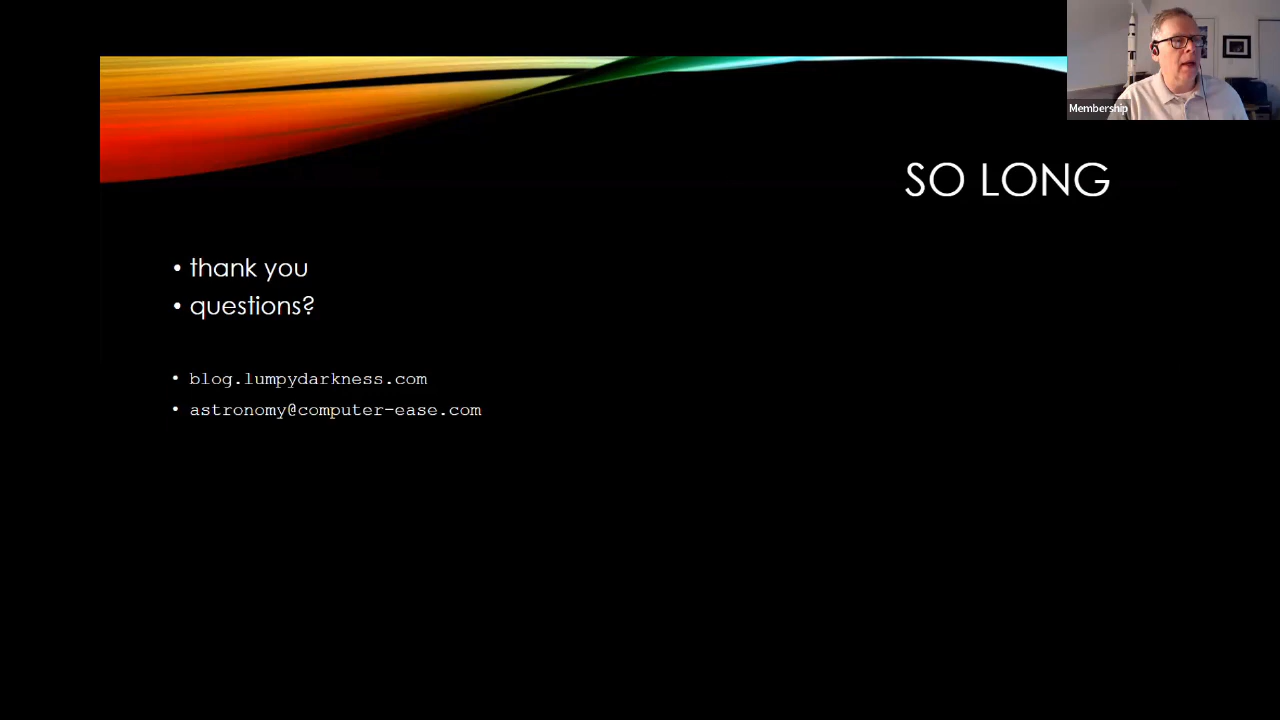 Membership
SO LONG
• thank you
• questions?
• blog.lumpydarkness.com
• astronomy@computer-ease.com